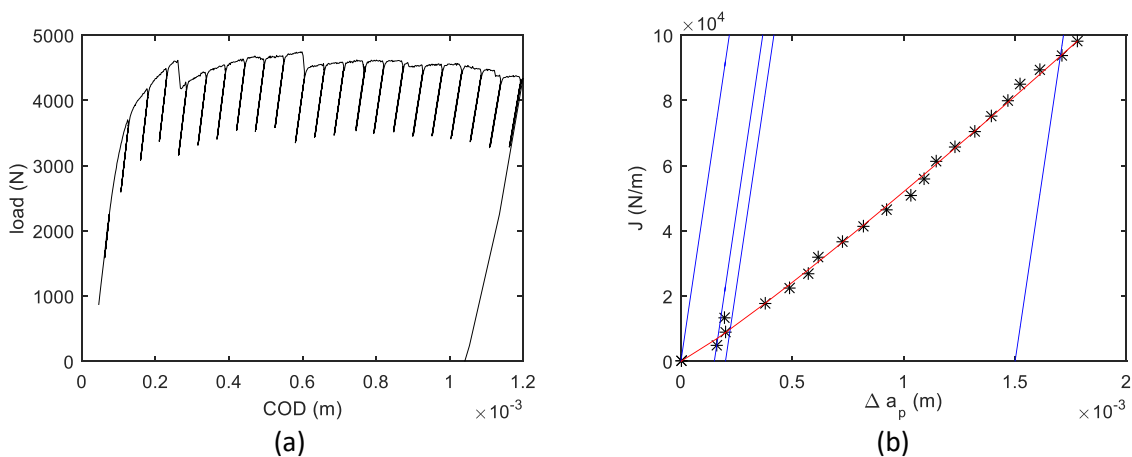 5000
4000
3000
2000
1000
0
load (N)
0 0.2 0.4 0.6 0.8 1 1.2
COD (m)
×10⁻³
(a)
×10⁴
10
8
6
4
2
0
J (N/m)
0 0.5 1 1.5 2
Δ aₚ (m)
×10⁻³
(b)